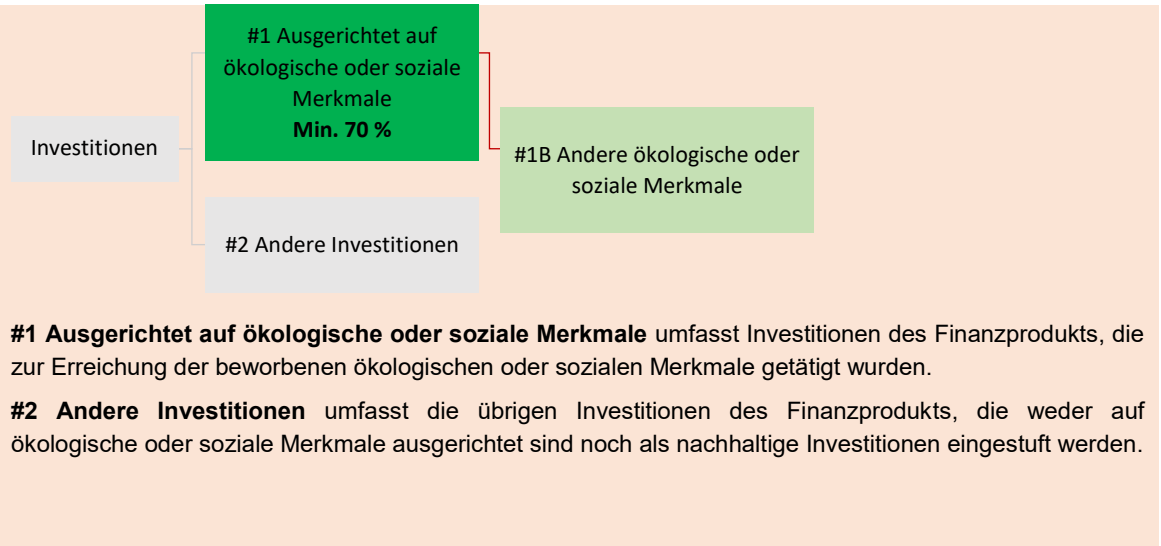 #1 Ausgerichtet auf
ökologische oder soziale
Merkmale
Min. 70 %
Investitionen
#1B Andere ökologische oder
soziale Merkmale
#2 Andere Investitionen
#1 Ausgerichtet auf ökologische oder soziale Merkmale umfasst Investitionen des Finanzprodukts, die
zur Erreichung der beworbenen ökologischen oder sozialen Merkmale getätigt wurden.
#2 Andere Investitionen umfasst die übrigen Investitionen des Finanzprodukts, die weder auf
ökologische oder soziale Merkmale ausgerichtet sind noch als nachhaltige Investitionen eingestuft werden.